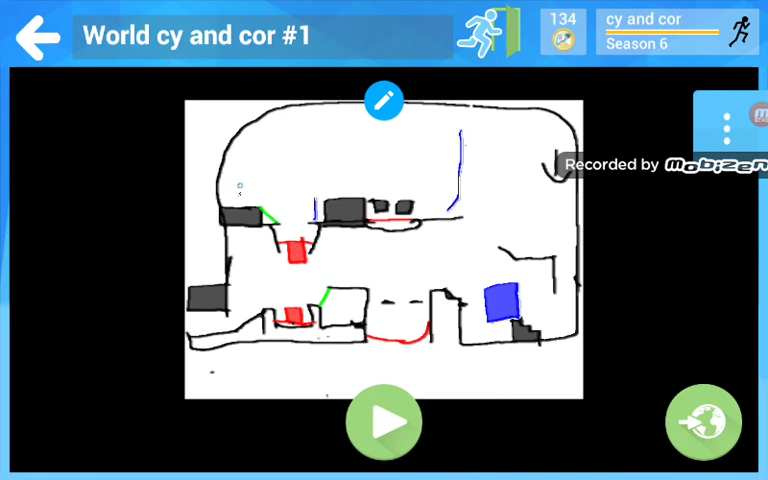 World cy and cor #1
134
cy and cor
Season 6
Recorded by mobizen